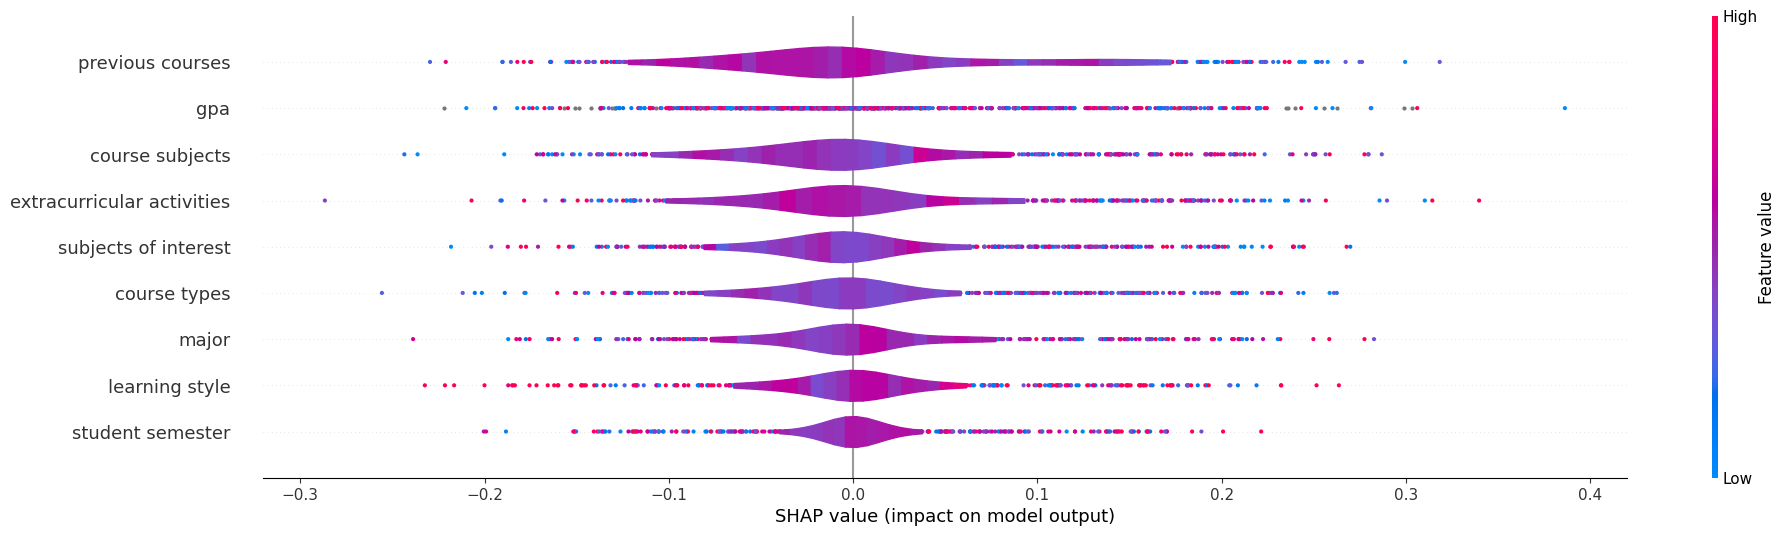 High
previous courses
gpa
course subjects
extracurricular activities
subjects of interest
course types
major
learning style
student semester
Feature value
Low
−0.3 −0.2 −0.1 0.0 0.1 0.2 0.3 0.4
SHAP value (impact on model output)